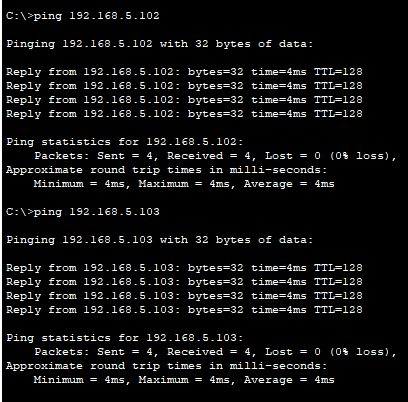 C:\>ping 192.168.5.102
Pinging 192.168.5.102 with 32 bytes of data:
Reply from 192.168.5.102: bytes=32 time=4ms TTL=128
Reply from 192.168.5.102: bytes=32 time=4ms TTL=128
Reply from 192.168.5.102: bytes=32 time=4ms TTL=128
Reply from 192.168.5.102: bytes=32 time=4ms TTL=128
Ping statistics for 192.168.5.102:
Packets: Sent = 4, Received = 4, Lost = 0 (0% loss),
Approximate round trip times in milli-seconds:
Minimum = 4ms, Maximum = 4ms, Average = 4ms
C:\>ping 192.168.5.103
Pinging 192.168.5.103 with 32 bytes of data:
Reply from 192.168.5.103: bytes=32 time=4ms TTL=128
Reply from 192.168.5.103: bytes=32 time=4ms TTL=128
Reply from 192.168.5.103: bytes=32 time=4ms TTL=128
Reply from 192.168.5.103: bytes=32 time=4ms TTL=128
Ping statistics for 192.168.5.103:
Packets: Sent = 4, Received = 4, Lost = 0 (0% loss),
Approximate round trip times in milli-seconds:
Minimum = 4ms, Maximum = 4ms, Average = 4ms